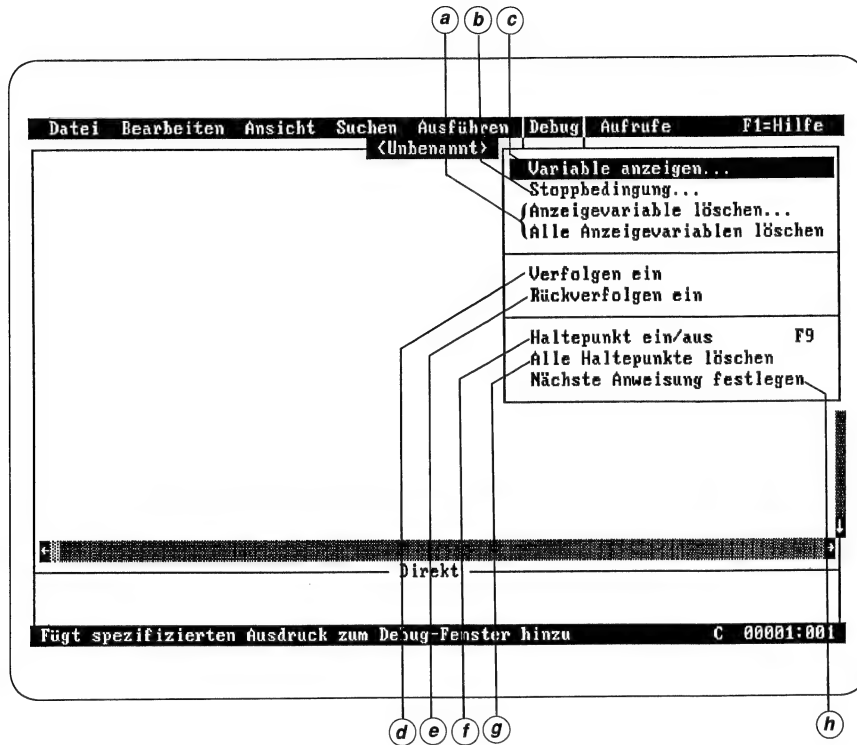 a b c
Datei Bearbeiten Ansicht Suchen Ausführen Debug Aufrufe F1=Hilfe
<Unbenannt>
Variable anzeigen...
Stoppbedingung...
Anzeigevariable löschen...
Alle Anzeigevariablen löschen
Verfolgen ein
Rückverfolgen ein
Haltepunkt ein/aus F9
Alle Haltepunkte löschen
Nächste Anweisung festlegen
Direkt
Fügt spezifizierten Ausdruck zum Debug-Fenster hinzu C 00001:001
d e f g h